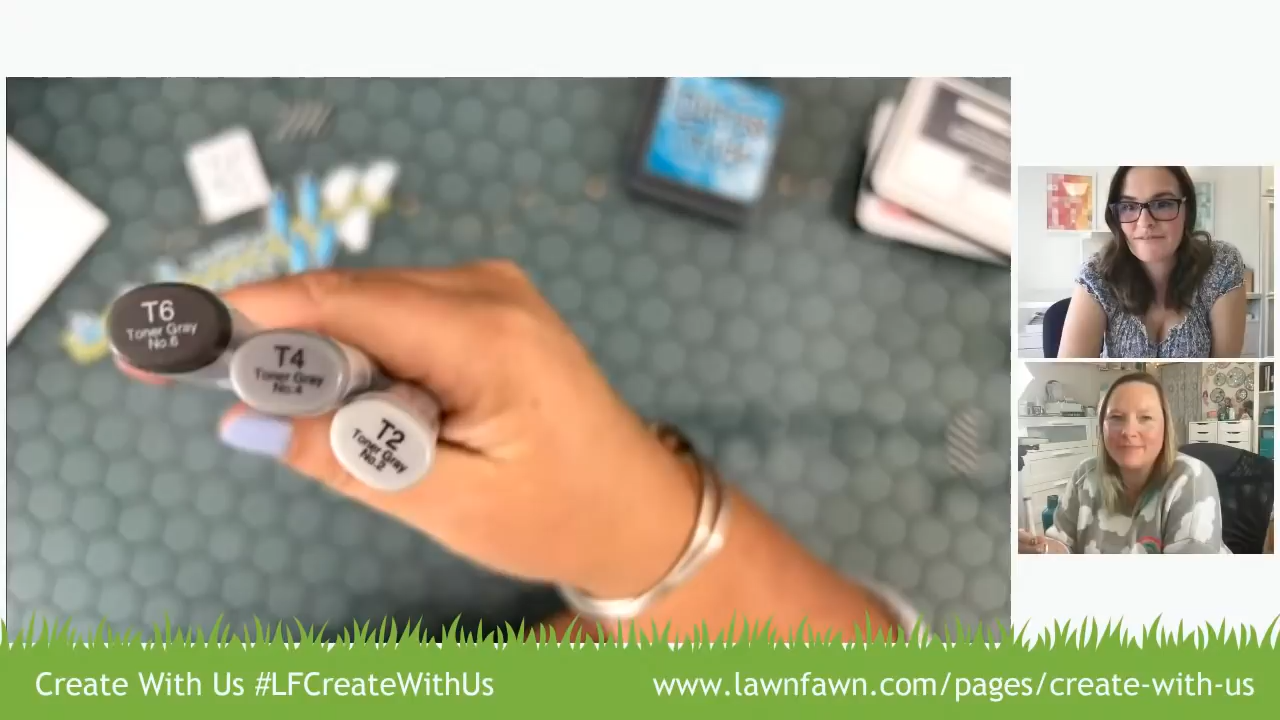 T6
Toner Gray
No.6
T4
Toner Gray
No.4
T2
Toner Gray
No.2
Create With Us #LFCreateWithUs
www.lawnfawn.com/pages/create-with-us